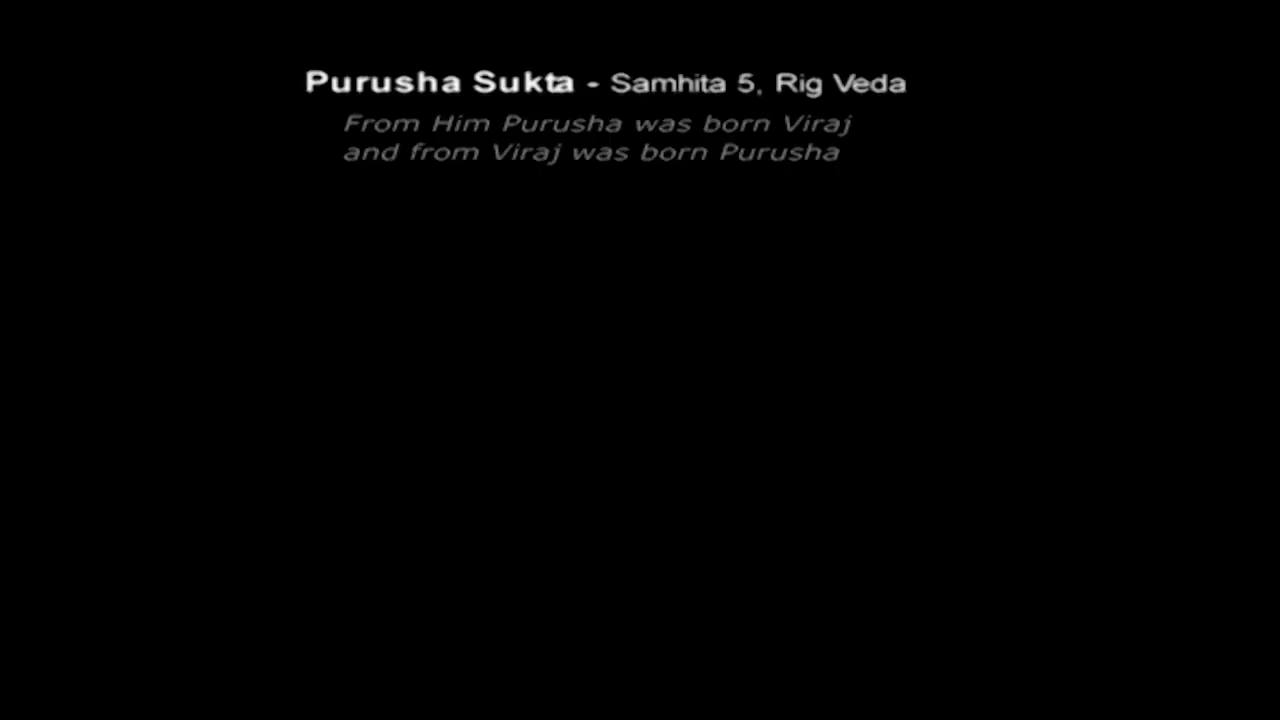 Purusha Sukta - Samhita 5, Rig Veda
From Him Purusha was born Viraj
and from Viraj was born Purusha